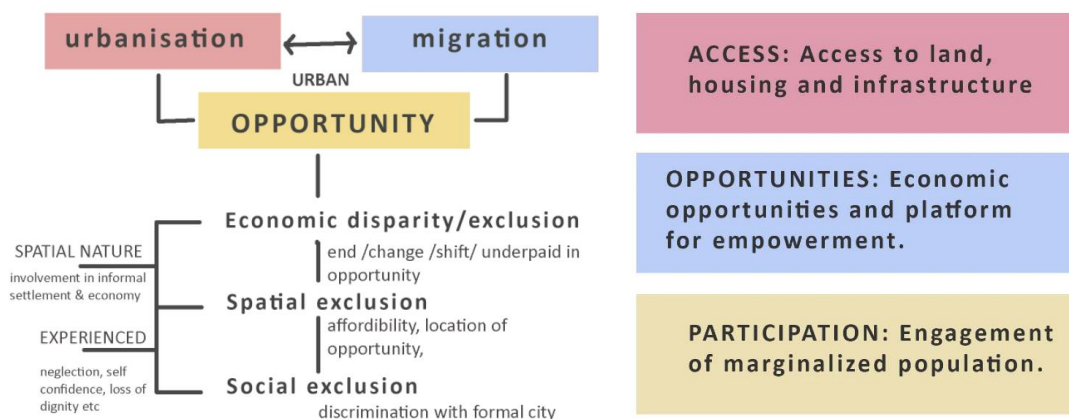 urbanisation
migration
URBAN
OPPORTUNITY
Economic disparity/exclusion
end /change /shift/ underpaid in
opportunity
SPATIAL NATURE
involvement in informal
settlement & economy
Spatial exclusion
affordibility, location of
opportunity,
EXPERIENCED
neglection, self
confidence, loss of
dignity etc
Social exclusion
discrimination with formal city
ACCESS: Access to land,
housing and infrastructure
OPPORTUNITIES: Economic
opportunities and platform
for empowerment.
PARTICIPATION: Engagement
of marginalized population.